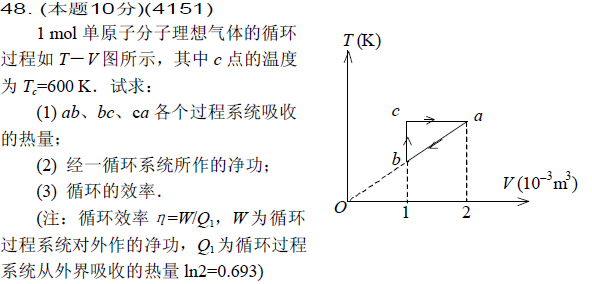 48. (本题10分)(4151)
1 mol 单原子分子理想气体的循环
过程如 T－V 图所示，其中 c 点的温度
为 Tc=600 K．试求：
(1) ab、bc、ca 各个过程系统吸收
的热量；
(2) 经一循环系统所作的净功；
(3) 循环的效率．
(注：循环效率 η=W/Q1，W 为循环
过程系统对外作的净功，Q1 为循环过程
系统从外界吸收的热量 ln2=0.693)
T (K)
c
a
b
V (10⁻³m³)
O
1
2